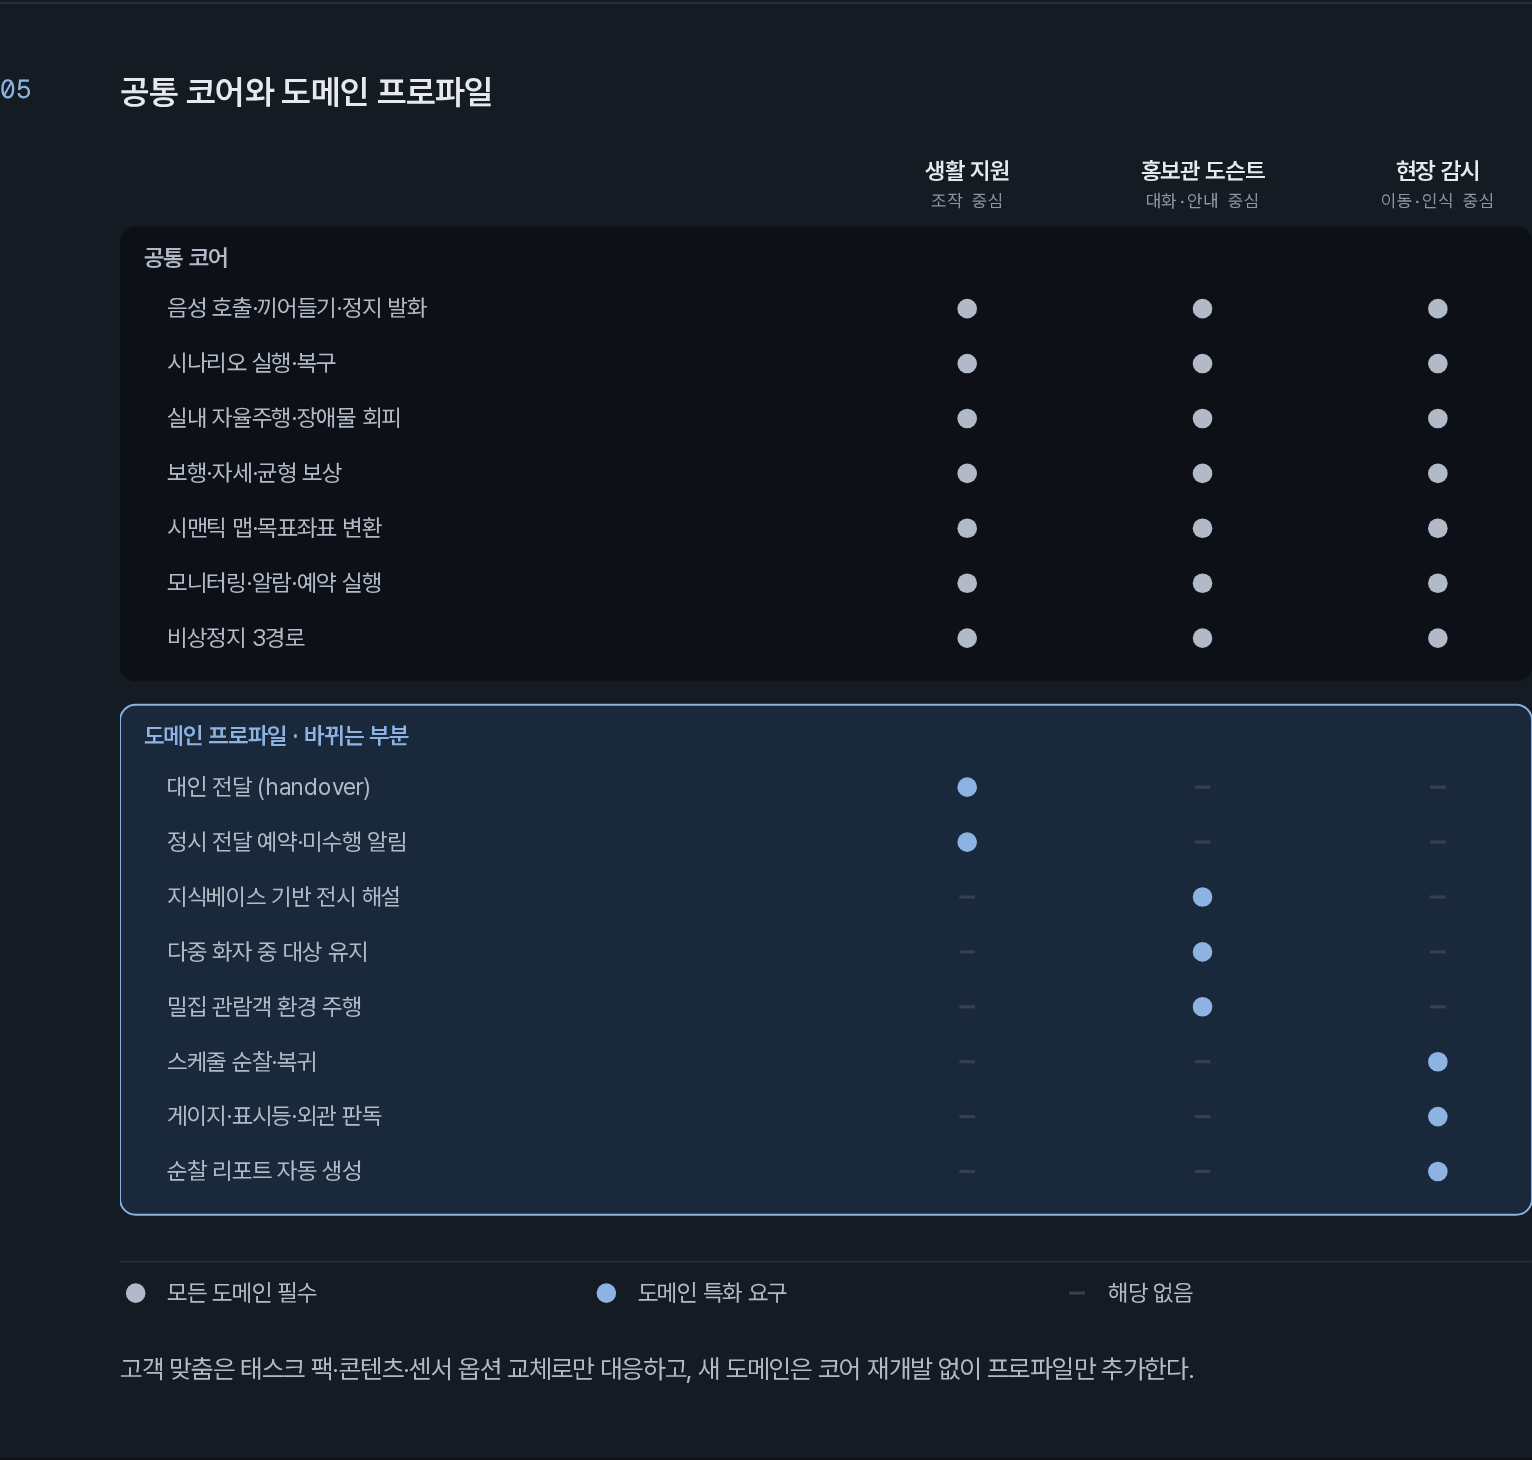 05
공통 코어와 도메인 프로파일
생활 지원 홍보관 도슨트 현장 감시
조작 중심 대화·안내 중심 이동·인식 중심
공통 코어
음성 호출·끼어들기·정지 발화
시나리오 실행·복구
실내 자율주행·장애물 회피
보행·자세·균형 보상
시맨틱 맵·목표좌표 변환
모니터링·알람·예약 실행
비상정지 3경로
도메인 프로파일 · 바뀌는 부분
대인 전달 (handover)
정시 전달 예약·미수행 알림
지식베이스 기반 전시 해설
다중 화자 중 대상 유지
밀집 관람객 환경 주행
스케줄 순찰·복귀
게이지·표시등·외관 판독
순찰 리포트 자동 생성
모든 도메인 필수 도메인 특화 요구 해당 없음
고객 맞춤은 태스크 팩·콘텐츠·센서 옵션 교체로만 대응하고, 새 도메인은 코어 재개발 없이 프로파일만 추가한다.